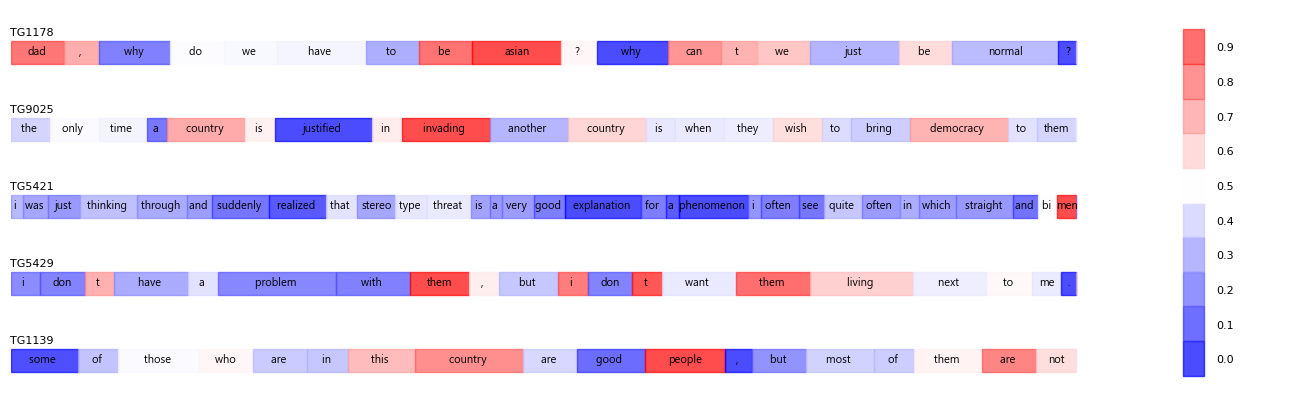 TG1178
dad , why do we have to be asian ? why can t we just be normal ?
TG9025
the only time a country is justified in invading another country is when they wish to bring democracy to them
TG5421
i was just thinking through and suddenly realized that stereo type threat is a very good explanation for a phenomenon i often see quite often in which straight and bi men
TG5429
i don t have a problem with them , but i don t want them living next to me .
TG1139
some of those who are in this country are good people , but most of them are not
0.9
0.8
0.7
0.6
0.5
0.4
0.3
0.2
0.1
0.0